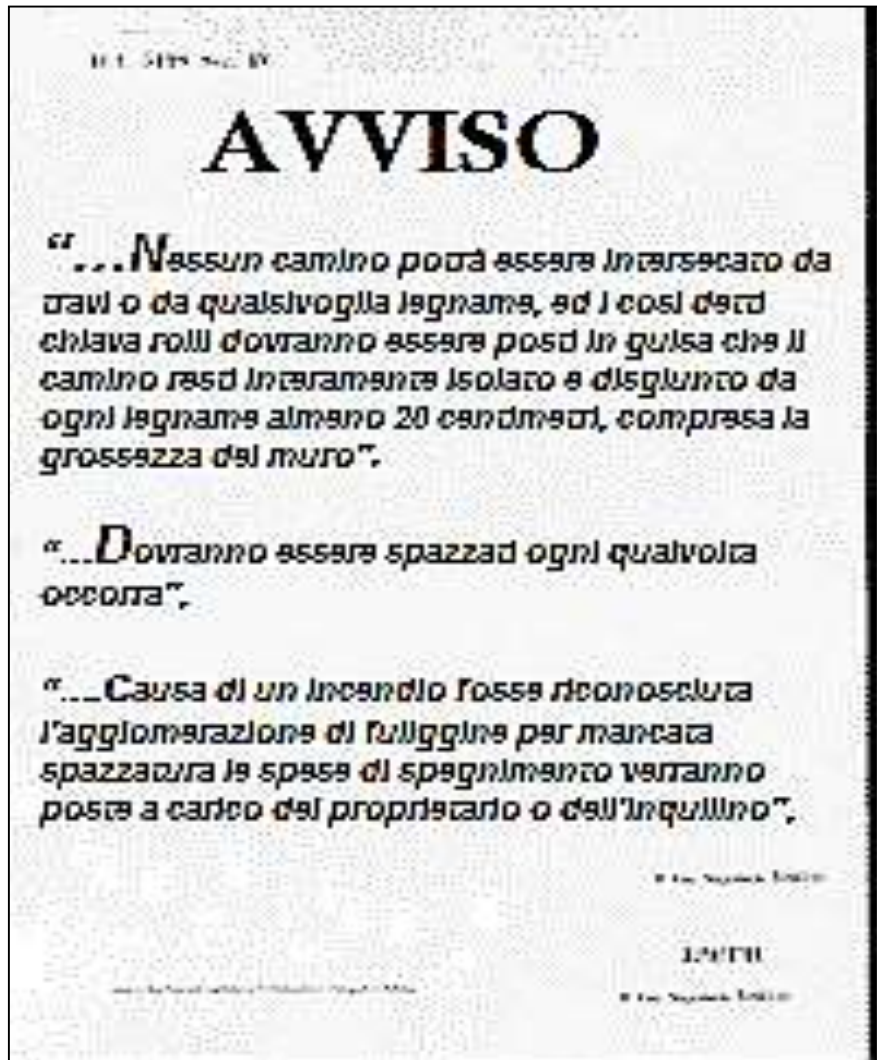 AVVISO
“...Nessun camino potrà essere intersecato da
travi o da qualsivoglia legname, ed i così detti
chiava rolli dovranno essere posti in guisa che il
camino resti interamente isolato e disgiunto da
ogni legname almeno 20 centimetri, compresa la
grossezza del muro”.
“...Dovranno essere spazzati ogni qualvolta
occorra”.
“....Causa di un incendio fosse riconosciuta
l'agglomerazione di fuliggine per mancata
spazzatura le spese di spegnimento verranno
poste a carico del proprietario o dell'inquilino”.